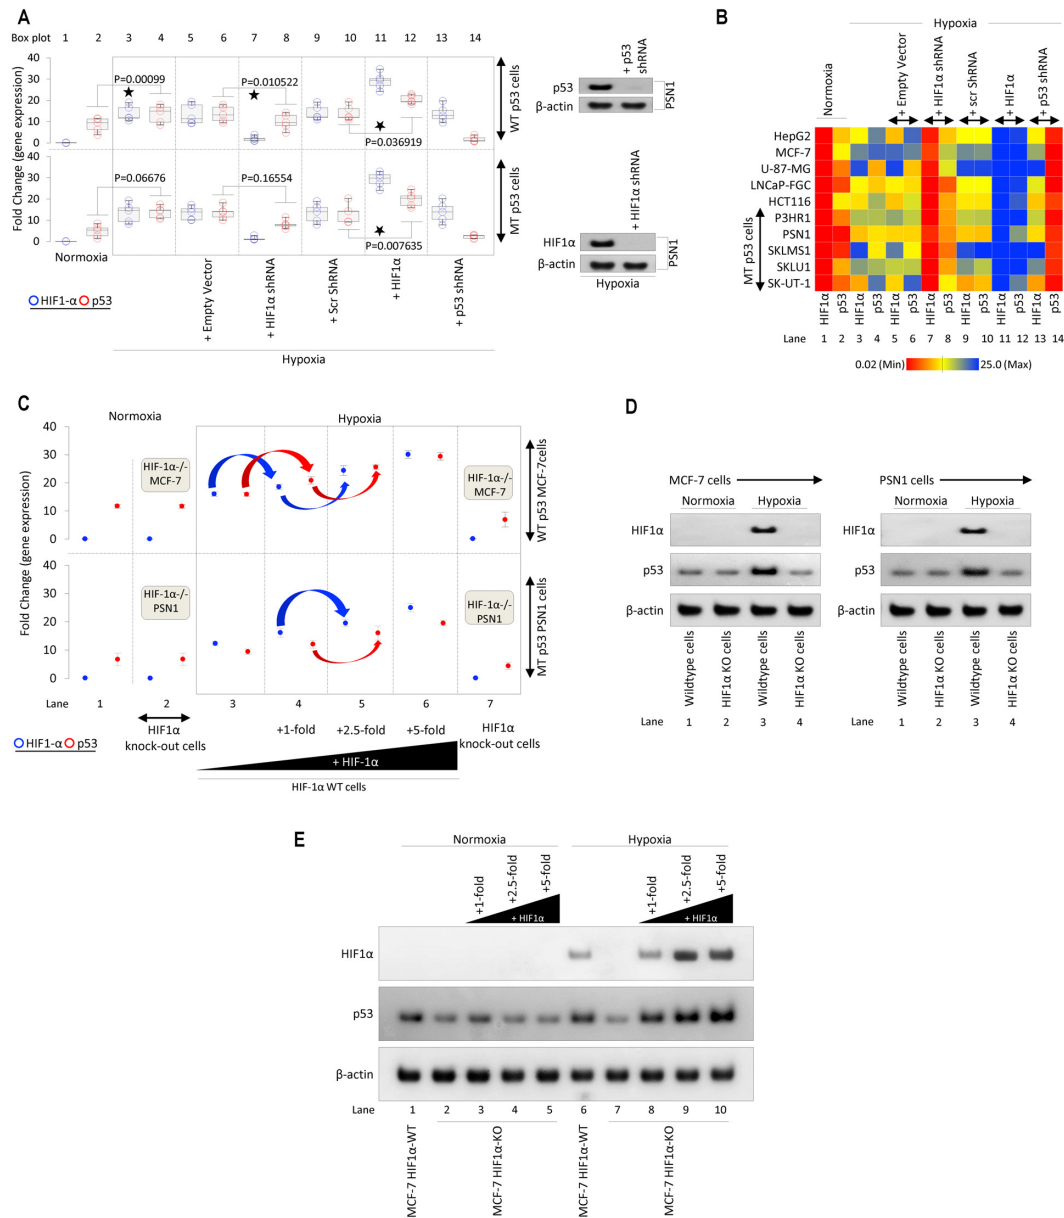 A
Box plot 1 2 3 4 5 6 7 8 9 10 11 12 13 14
Fold Change (gene expression)
40
30
20
10
0
P=0.00099
P=0.010522
P=0.036919
WT p53 cells
40
30
20
10
0
P=0.06676
P=0.16554
P=0.007635
MT p53 cells
Normoxia
+ Empty Vector
+ HIF1α shRNA
+ Scr ShRNA
+ HIF1α
+ p53 shRNA
Hypoxia
HIF1-α p53
+ p53
shRNA
p53
β-actin
PSN1
+ HIF1α shRNA
HIF1α
β-actin
PSN1
Hypoxia
B
Hypoxia
Normoxia
+ Empty Vector
+ HIF1α shRNA
+ scr ShRNA
+ HIF1α
+ p53 shRNA
HepG2
MCF-7
U-87-MG
LNCaP-FGC
HCT116
P3HR1
PSN1
SKLMS1
SKLU1
SK-UT-1
MT p53 cells
HIF1α p53 HIF1α p53 HIF1α p53 HIF1α p53 HIF1α p53 HIF1α p53 HIF1α p53
Lane 1 2 3 4 5 6 7 8 9 10 11 12 13 14
0.02 (Min) 25.0 (Max)
C
Normoxia Hypoxia
Fold Change (gene expression)
40
30
20
10
0
HIF-1α-/-
MCF-7
HIF-1α-/-
MCF-7
WT p53 MCF-7cells
40
30
20
10
0
HIF-1α-/-
PSN1
HIF-1α-/-
PSN1
MT p53 PSN1 cells
Lane 1 2 3 4 5 6 7
HIF1α
knock-out cells
+1-fold +2.5-fold +5-fold
HIF1α
knock-out cells
HIF1-α p53
+ HIF-1α
HIF-1α WT cells
D
MCF-7 cells
Normoxia Hypoxia
HIF1α
p53
β-actin
Wildtype cells
HIF1α KO cells
Wildtype cells
HIF1α KO cells
Lane 1 2 3 4
PSN1 cells
Normoxia Hypoxia
HIF1α
p53
β-actin
Wildtype cells
HIF1α KO cells
Wildtype cells
HIF1α KO cells
Lane 1 2 3 4
E
Normoxia Hypoxia
+1-fold
+2.5-fold
+5-fold
+ HIF1α
+1-fold
+2.5-fold
+5-fold
+ HIF1α
HIF1α
p53
β-actin
Lane 1 2 3 4 5 6 7 8 9 10
MCF-7 HIF1α-WT
MCF-7 HIF1α-KO
MCF-7 HIF1α-WT
MCF-7 HIF1α-KO